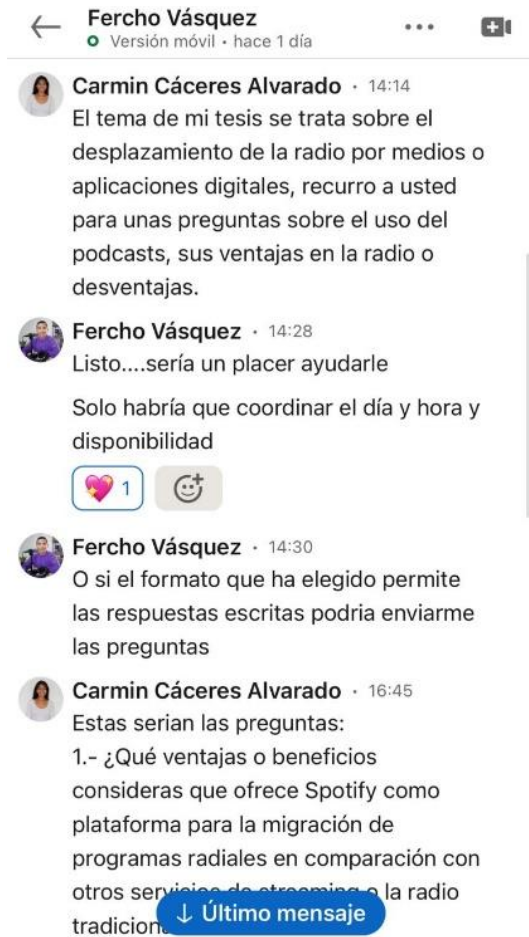 Fercho Vásquez
Versión móvil • hace 1 día
Carmin Cáceres Alvarado · 14:14
El tema de mi tesis se trata sobre el
desplazamiento de la radio por medios o
aplicaciones digitales, recurro a usted
para unas preguntas sobre el uso del
podcasts, sus ventajas en la radio o
desventajas.
Fercho Vásquez · 14:28
Listo....sería un placer ayudarle
Solo habría que coordinar el día y hora y
disponibilidad
1
Fercho Vásquez · 14:30
O si el formato que ha elegido permite
las respuestas escritas podria enviarme
las preguntas
Carmin Cáceres Alvarado · 16:45
Estas serian las preguntas:
1.- ¿Qué ventajas o beneficios
consideras que ofrece Spotify como
plataforma para la migración de
programas radiales en comparación con
otros servicios de streaming o la radio
↓ Último mensaje